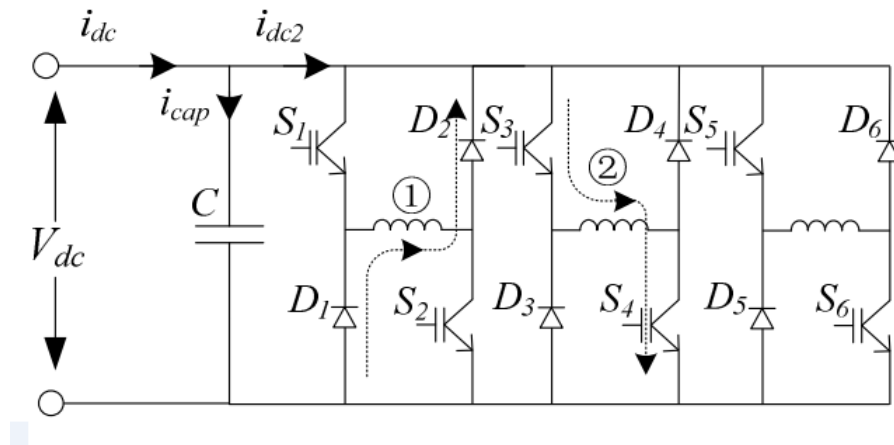 i_dc i_dc2
i_cap
S_1 D_2 S_3 D_4 S_5 D_6
① ②
C
V_dc
D_1 S_2 D_3 S_4 D_5 S_6